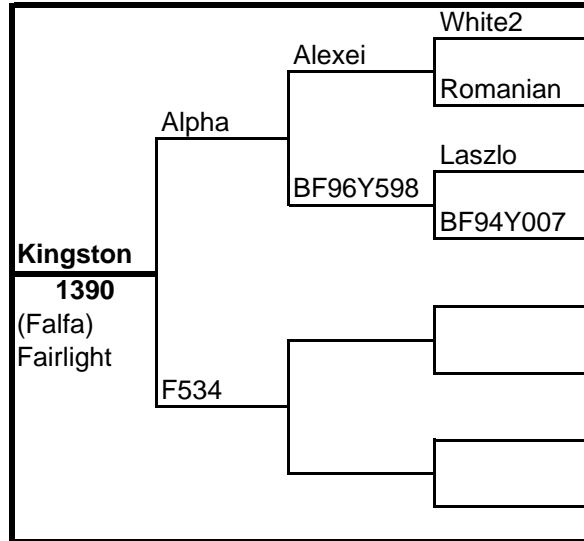 White2
Alexei
Romanian
Alpha
Laszlo
BF96Y598
BF94Y007
Kingston
1390
(Falfa)
Fairlight
F534